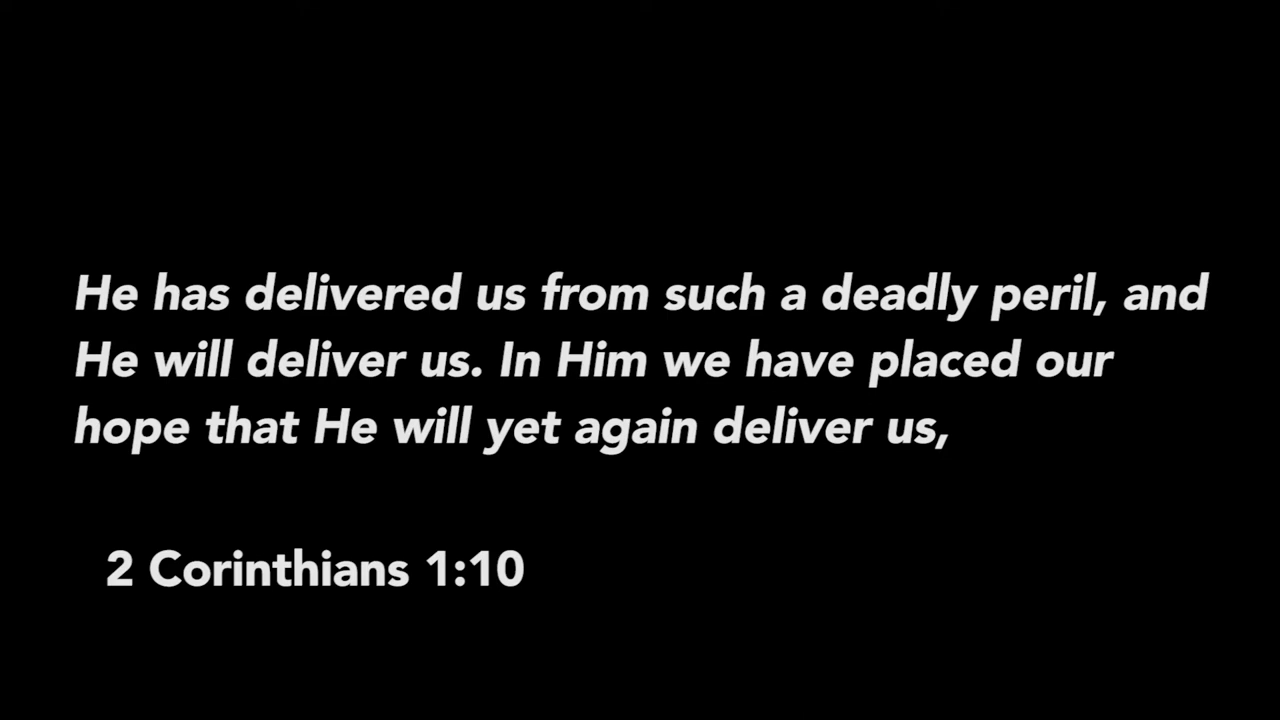 He has delivered us from such a deadly peril, and
He will deliver us. In Him we have placed our
hope that He will yet again deliver us,
2 Corinthians 1:10